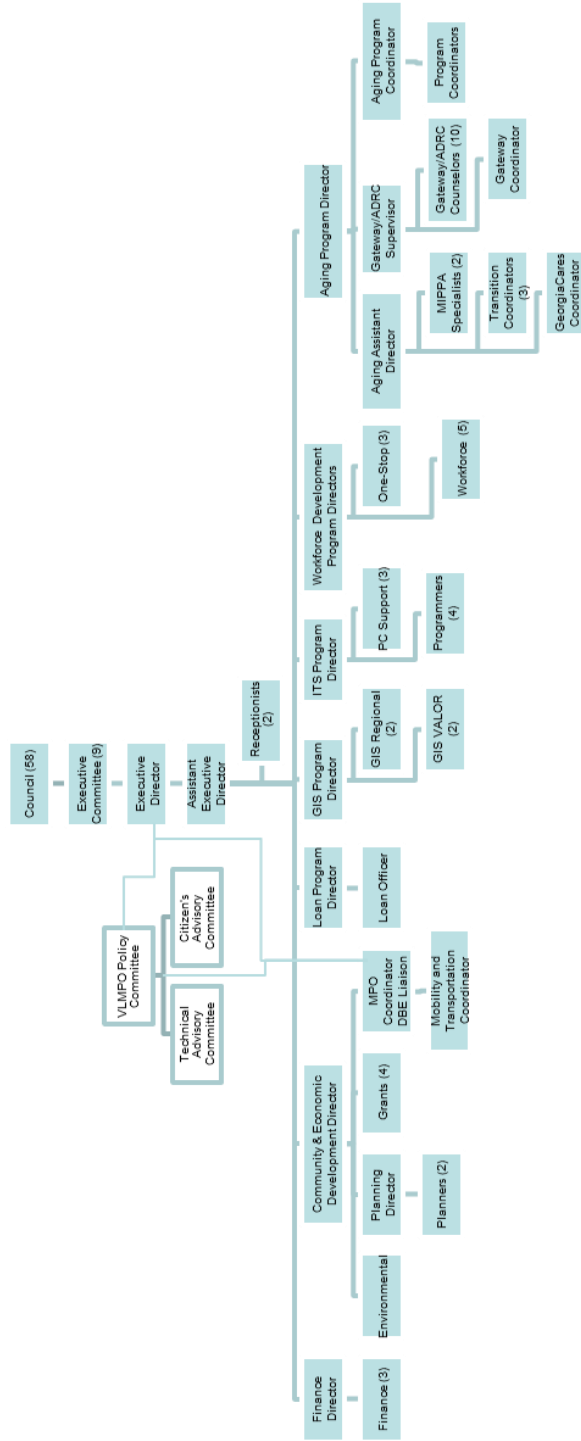 Council (58)
Executive
Committee (9)
Executive
Director
Assistant
Executive
Director
Receptionists
(2)
VLMPO Policy
Committee
Technical
Advisory
Committee
Citizen's
Advisory
Committee
Finance
Director
Finance (3)
Community & Economic
Development Director
Environmental
Planning
Director
Planners (2)
Grants (4)
MPO
Coordinator
DBE Liaison
Mobility and
Transportation
Coordinator
Loan Program
Director
Loan Officer
GIS Program
Director
GIS Regional
(2)
GIS VALOR
(2)
ITS Program
Director
PC Support (3)
Programmers
(4)
Workforce Development
Program Directors
One-Stop (3)
Workforce (5)
Aging Program Director
Aging Assistant
Director
MIPPA
Specialists (2)
Transition
Coordinators
(3)
GeorgiaCares
Coordinator
Gateway/ADRC
Supervisor
Gateway/ADRC
Counselors (10)
Gateway
Coordinator
Aging Program
Coordinator
Program
Coordinators